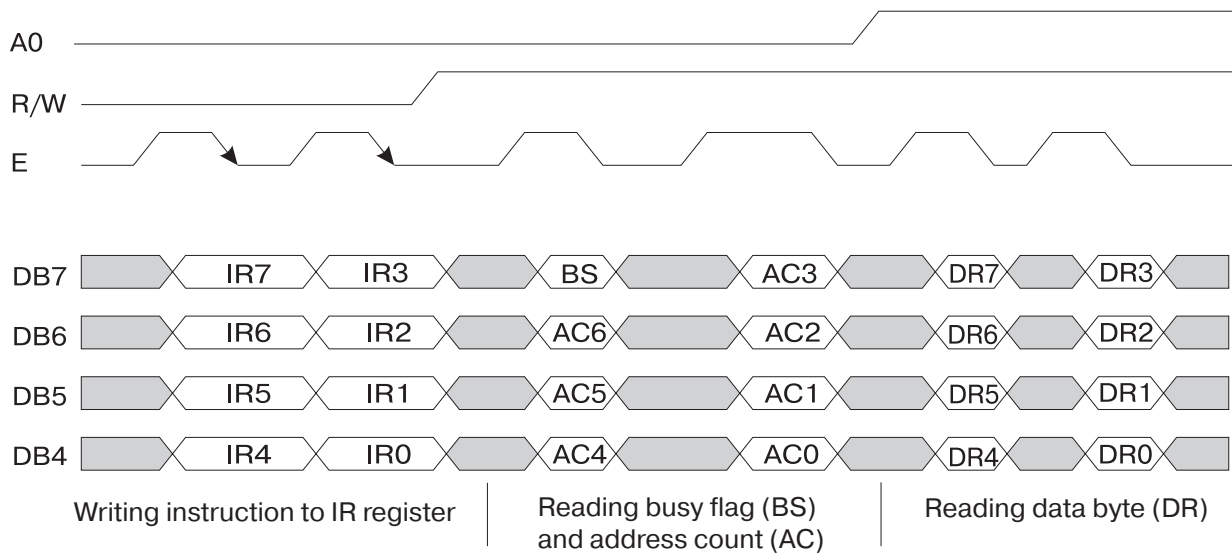 A0
R/W
E
DB7 IR7 IR3 BS AC3 DR7 DR3
DB6 IR6 IR2 AC6 AC2 DR6 DR2
DB5 IR5 IR1 AC5 AC1 DR5 DR1
DB4 IR4 IR0 AC4 AC0 DR4 DR0
Writing instruction to IR register
Reading busy flag (BS)
and address count (AC)
Reading data byte (DR)